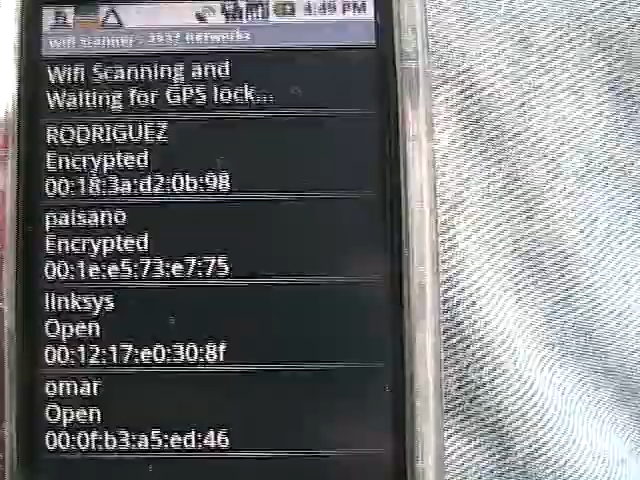 4:49 PM
wifi scanner - 3537 networks
Wifi Scanning and
Waiting for GPS lock...
RODRIGUEZ
Encrypted
00:18:3a:d2:0b:98
paisano
Encrypted
00:1e:e5:73:e7:75
linksys
Open
00:12:17:e0:30:8f
omar
Open
00:0f:b3:a5:ed:46